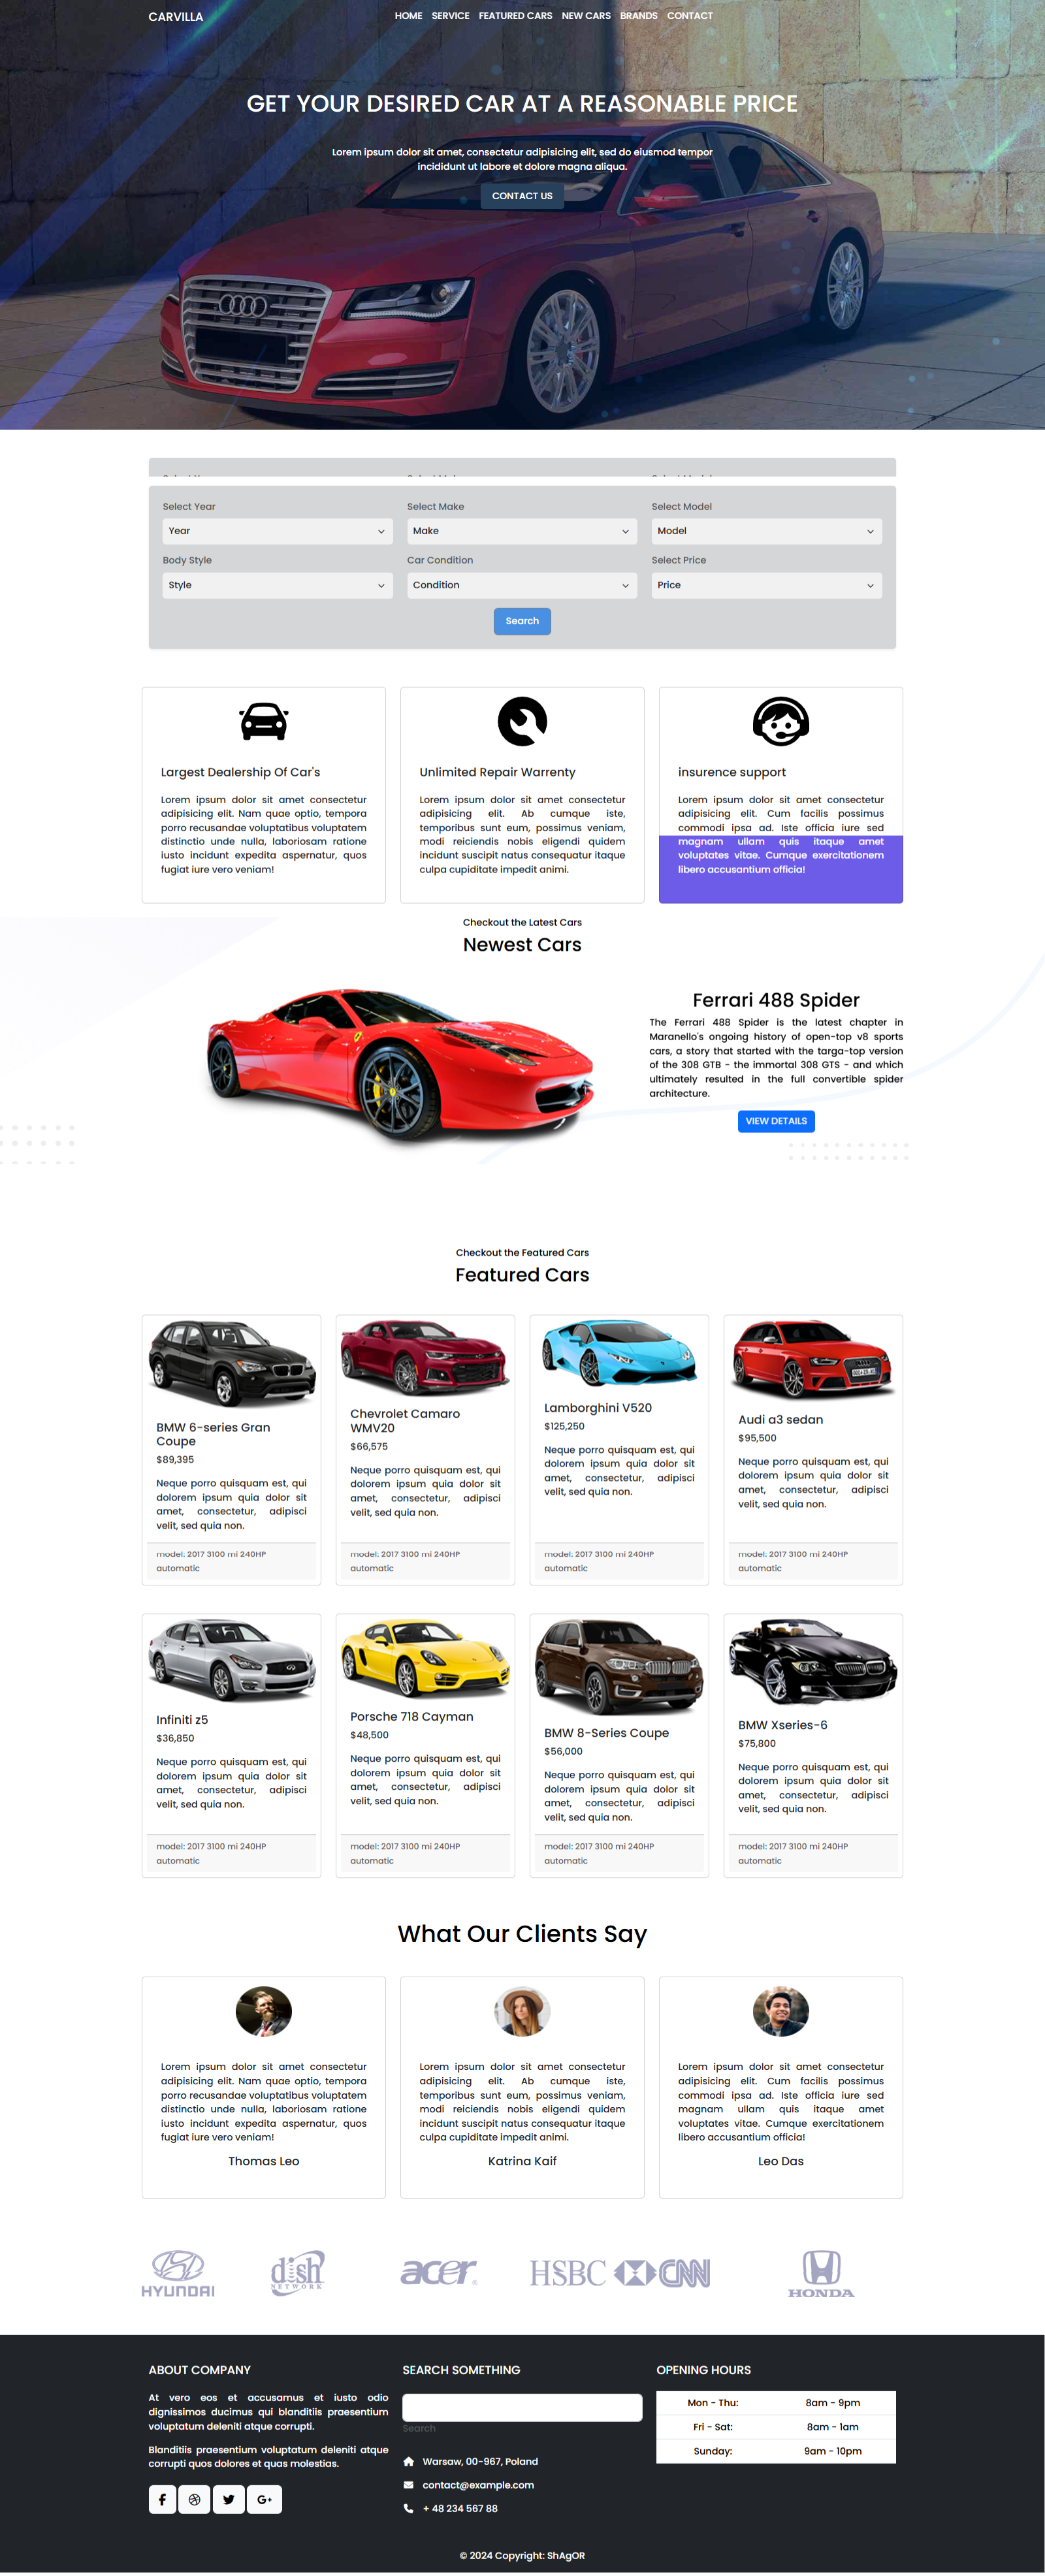 CARVILLA
HOME SERVICE FEATURED CARS NEW CARS BRANDS CONTACT
GET YOUR DESIRED CAR AT A REASONABLE PRICE
Lorem ipsum dolor sit amet, consectetur adipisicing elit, sed do eiusmod tempor
incididunt ut labore et dolore magna aliqua.
CONTACT US
Select Year
Select Make
Select Model
Year
Make
Model
Body Style
Car Condition
Select Price
Style
Condition
Price
Search
Largest Dealership Of Car's
Lorem ipsum dolor sit amet consectetur
adipisicing elit. Nam quae optio, tempora
porro recusandae voluptatibus voluptatem
distinctio unde nulla, laboriosam ratione
iusto incidunt expedita aspernatur, quos
fugiat iure vero veniam!
Unlimited Repair Warrenty
Lorem ipsum dolor sit amet consectetur
adipisicing elit. Ab cumque iste,
temporibus sunt eum, possimus veniam,
modi reiciendis nobis eligendi quidem
incidunt suscipit natus consequatur itaque
culpa cupiditate impedit animi.
insurence support
Lorem ipsum dolor sit amet consectetur
adipisicing elit. Cum facilis possimus
commodi ipsa ad. Iste officia iure sed
magnam ullam quis itaque amet
voluptates vitae. Cumque exercitationem
libero accusantium officia!
Checkout the Latest Cars
Newest Cars
Ferrari 488 Spider
The Ferrari 488 Spider is the latest chapter in
Maranello's ongoing history of open-top v8 sports
cars, a story that started with the targa-top version
of the 308 GTB - the immortal 308 GTS - and which
ultimately resulted in the full convertible spider
architecture.
VIEW DETAILS
Checkout the Featured Cars
Featured Cars
BMW 6-series Gran
Coupe
$89,395
Neque porro quisquam est, qui
dolorem ipsum quia dolor sit
amet, consectetur, adipisci
velit, sed quia non.
model: 2017 3100 mi 240HP
automatic
Chevrolet Camaro
WMV20
$66,575
Neque porro quisquam est, qui
dolorem ipsum quia dolor sit
amet, consectetur, adipisci
velit, sed quia non.
model: 2017 3100 mi 240HP
automatic
Lamborghini V520
$125,250
Neque porro quisquam est, qui
dolorem ipsum quia dolor sit
amet, consectetur, adipisci
velit, sed quia non.
model: 2017 3100 mi 240HP
automatic
Audi a3 sedan
$95,500
Neque porro quisquam est, qui
dolorem ipsum quia dolor sit
amet, consectetur, adipisci
velit, sed quia non.
model: 2017 3100 mi 240HP
automatic
Infiniti z5
$36,850
Neque porro quisquam est, qui
dolorem ipsum quia dolor sit
amet, consectetur, adipisci
velit, sed quia non.
model: 2017 3100 mi 240HP
automatic
Porsche 718 Cayman
$48,500
Neque porro quisquam est, qui
dolorem ipsum quia dolor sit
amet, consectetur, adipisci
velit, sed quia non.
model: 2017 3100 mi 240HP
automatic
BMW 8-Series Coupe
$56,000
Neque porro quisquam est, qui
dolorem ipsum quia dolor sit
amet, consectetur, adipisci
velit, sed quia non.
model: 2017 3100 mi 240HP
automatic
BMW Xseries-6
$75,800
Neque porro quisquam est, qui
dolorem ipsum quia dolor sit
amet, consectetur, adipisci
velit, sed quia non.
model: 2017 3100 mi 240HP
automatic
What Our Clients Say
Lorem ipsum dolor sit amet consectetur
adipisicing elit. Nam quae optio, tempora
porro recusandae voluptatibus voluptatem
distinctio unde nulla, laboriosam ratione
iusto incidunt expedita aspernatur, quos
fugiat iure vero veniam!
Thomas Leo
Lorem ipsum dolor sit amet consectetur
adipisicing elit. Ab cumque iste,
temporibus sunt eum, possimus veniam,
modi reiciendis nobis eligendi quidem
incidunt suscipit natus consequatur itaque
culpa cupiditate impedit animi.
Katrina Kaif
Lorem ipsum dolor sit amet consectetur
adipisicing elit. Cum facilis possimus
commodi ipsa ad. Iste officia iure sed
magnam ullam quis itaque amet
voluptates vitae. Cumque exercitationem
libero accusantium officia!
Leo Das
HYUNDAI
dish
NETWORK
acer
HSBC
CNN
HONDA
ABOUT COMPANY
At vero eos et accusamus et iusto odio
dignissimos ducimus qui blanditiis praesentium
voluptatum deleniti atque corrupti.
Blanditiis praesentium voluptatum deleniti atque
corrupti quos dolores et quas molestias.
SEARCH SOMETHING
Search
Warsaw, 00-967, Poland
contact@example.com
+ 48 234 567 88
OPENING HOURS
Mon - Thu: 8am - 9pm
Fri - Sat: 8am - 1am
Sunday: 9am - 10pm
© 2024 Copyright: ShAgOR